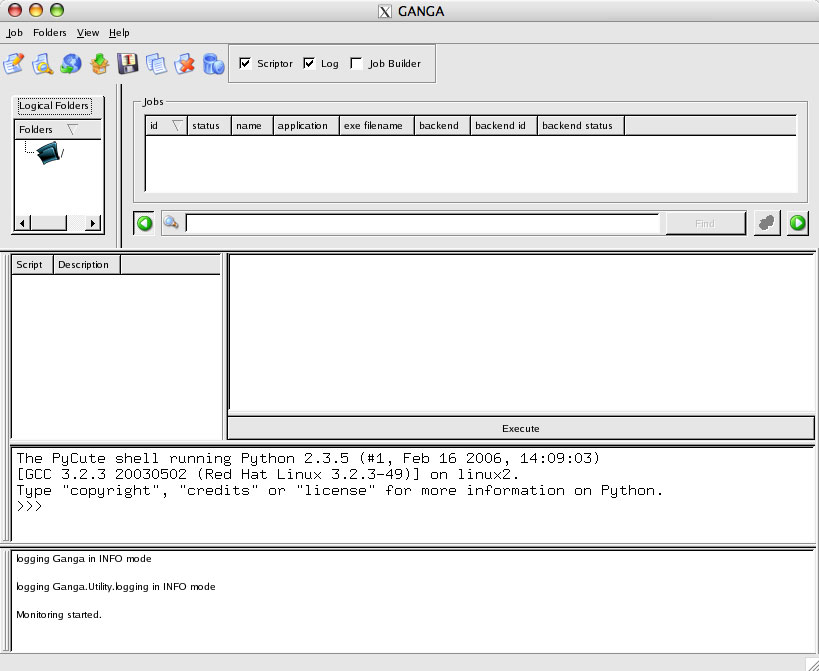 GANGA
Job Folders View Help
Scriptor Log Job Builder
Logical Folders
Folders
/
Jobs
id status name application exe filename backend backend id backend status
Find
Script Description
Execute
The PyCute shell running Python 2.3.5 (#1, Feb 16 2006, 14:09:03)
[GCC 3.2.3 20030502 (Red Hat Linux 3.2.3-49)] on linux2.
Type "copyright", "credits" or "license" for more information on Python.
>>>
logging Ganga in INFO mode
logging Ganga.Utility.logging in INFO mode
Monitoring started.